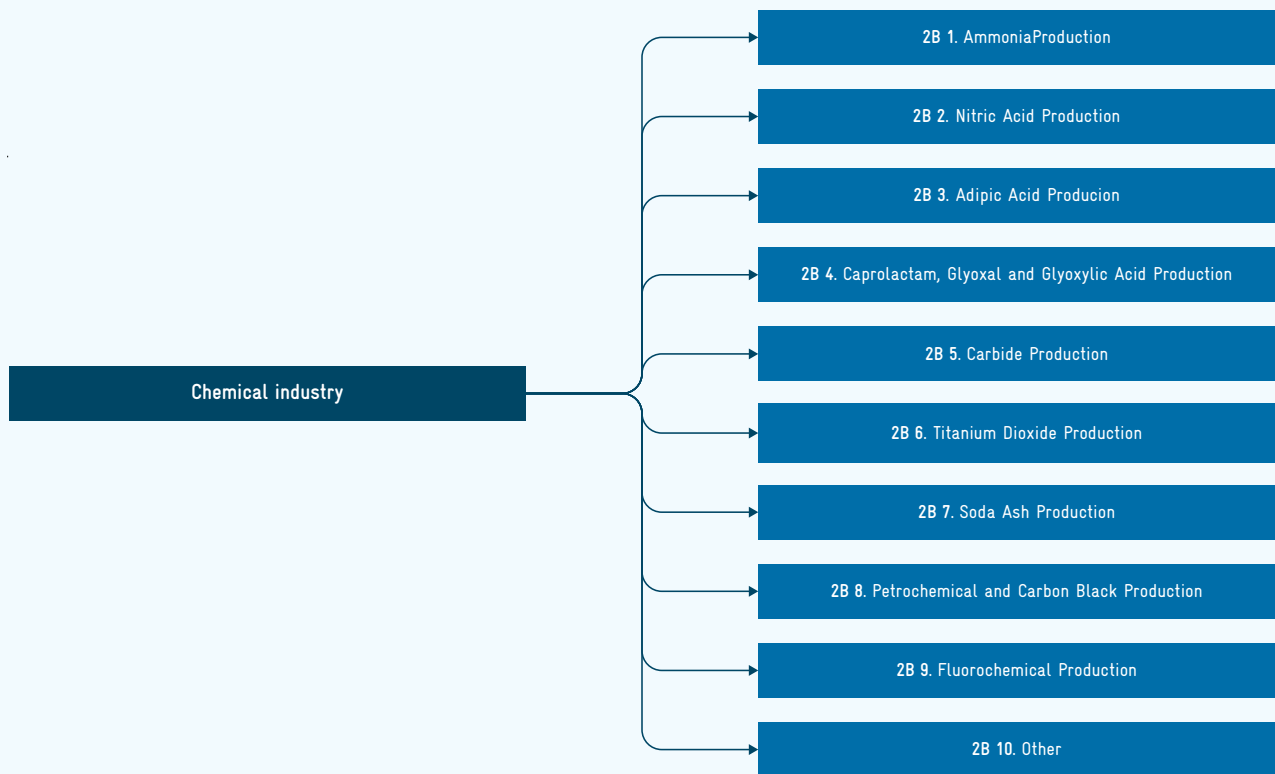 Chemical industry
2B 1. AmmoniaProduction
2B 2. Nitric Acid Production
2B 3. Adipic Acid Producion
2B 4. Caprolactam, Glyoxal and Glyoxylic Acid Production
2B 5. Carbide Production
2B 6. Titanium Dioxide Production
2B 7. Soda Ash Production
2B 8. Petrochemical and Carbon Black Production
2B 9. Fluorochemical Production
2B 10. Other